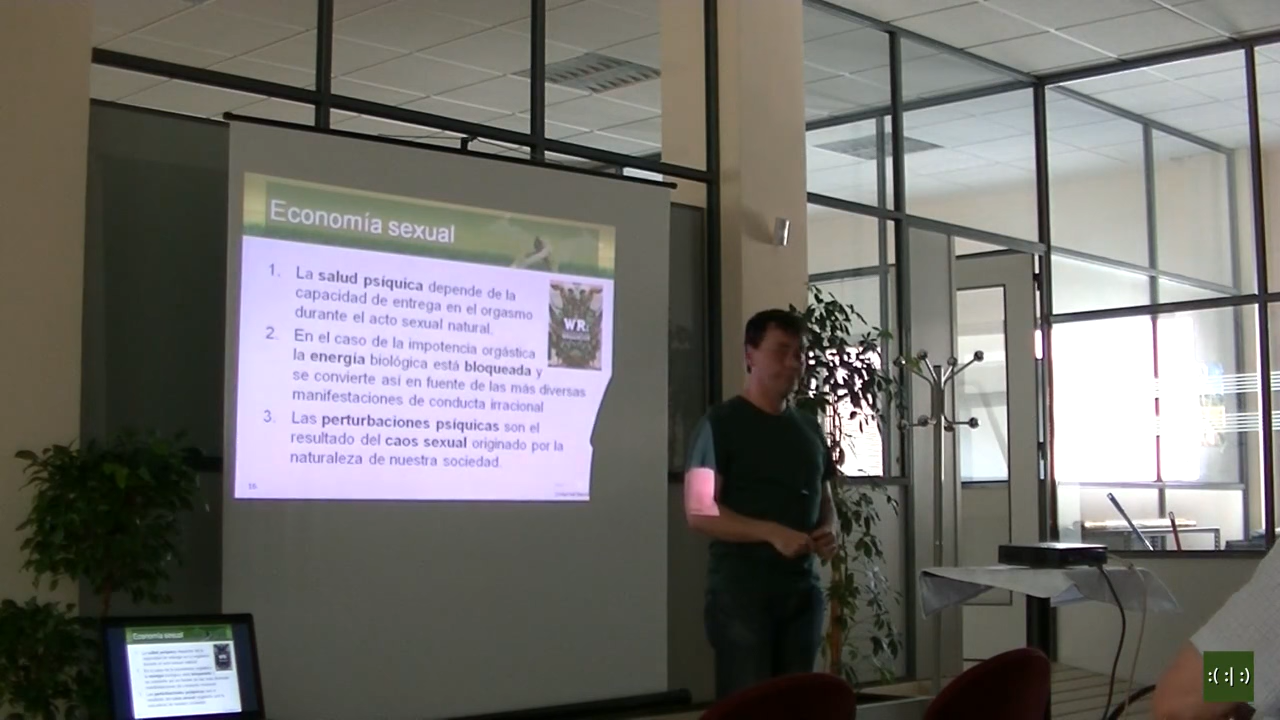 Economía sexual
1. La salud psíquica depende de la
capacidad de entrega en el orgasmo
durante el acto sexual natural.
WR
2. En el caso de la impotencia orgástica
la energía biológica está bloqueada y
se convierte así en fuente de las más diversas
manifestaciones de conducta irracional
3. Las perturbaciones psíquicas son el
resultado del caos sexual originado por la
naturaleza de nuestra sociedad.
Economía sexual
WR
:( | :)